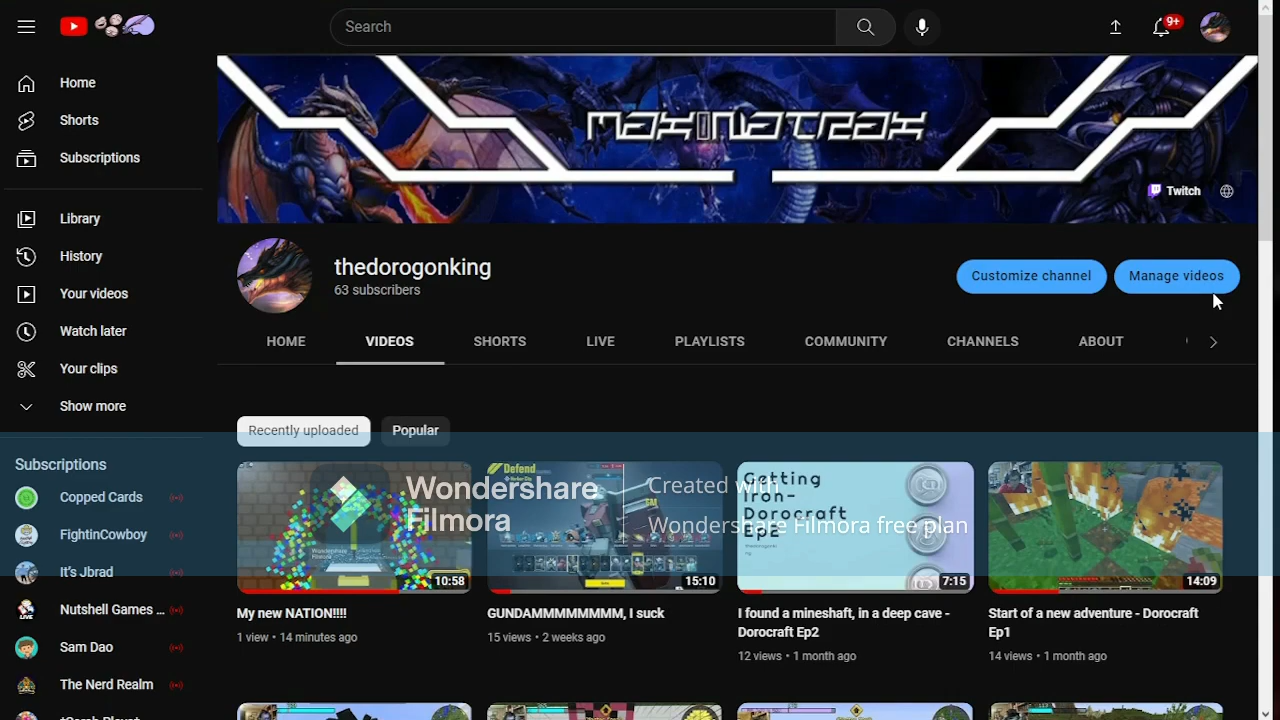 Search
9+
Home
Shorts
Subscriptions
Library
History
Your videos
Watch later
Your clips
Show more
Subscriptions
Copped Cards
FightinCowboy
It's Jbrad
Nutshell Games ...
Sam Dao
The Nerd Realm
Twitch
thedorogonking
63 subscribers
Customize channel
Manage videos
HOME
VIDEOS
SHORTS
LIVE
PLAYLISTS
COMMUNITY
CHANNELS
ABOUT
Recently uploaded
Popular
Wondershare
Filmora
Created with
Wondershare Filmora free plan
10:58
My new NATION!!!!
1 view • 14 minutes ago
Defend
15:10
GUNDAMMMMMMM, I suck
15 views • 2 weeks ago
Getting
Iron-
Dorocraft
Ep2
7:15
I found a mineshaft, in a deep cave -
Dorocraft Ep2
12 views • 1 month ago
14:09
Start of a new adventure - Dorocraft
Ep1
14 views • 1 month ago